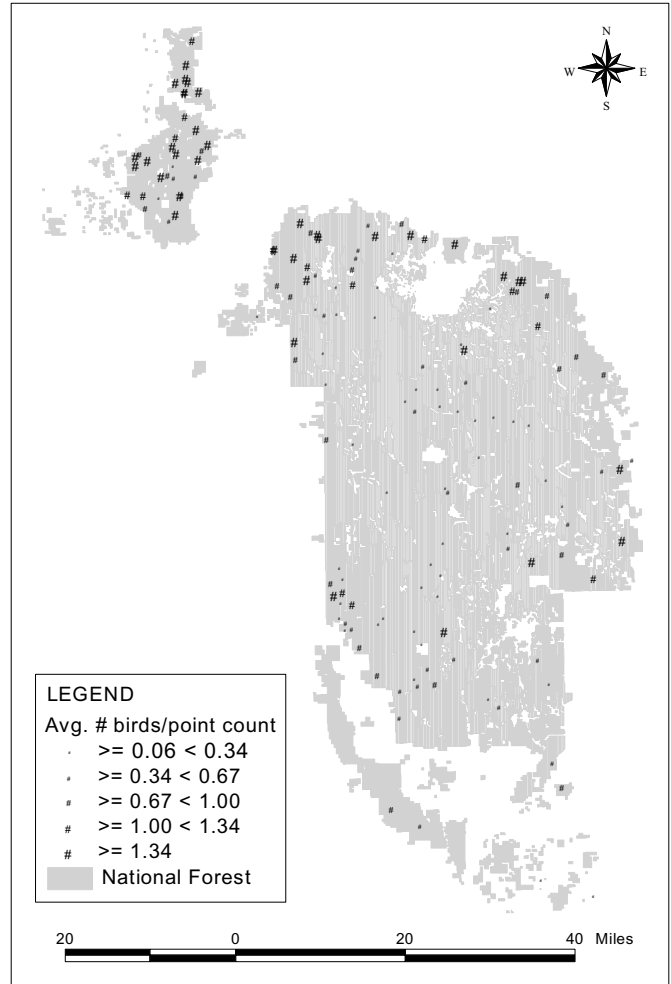 N
W E
S
LEGEND
Avg. # birds/point count
>= 0.06 < 0.34
# >= 0.34 < 0.67
# >= 0.67 < 1.00
# >= 1.00 < 1.34
# >= 1.34
National Forest
20 0 20 40 Miles